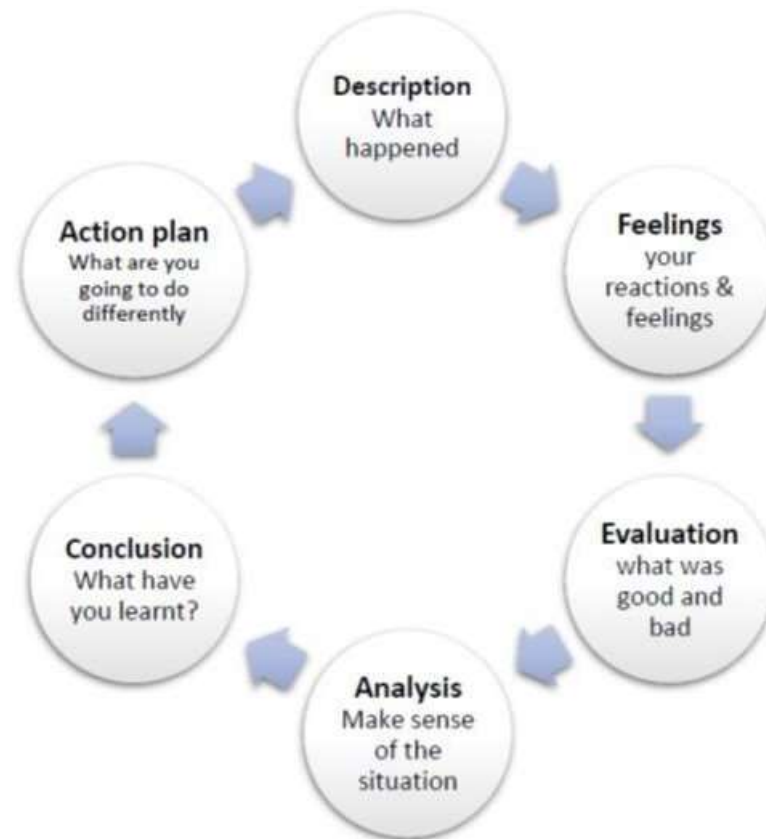 Description
What
happened
Feelings
your
reactions &
feelings
Evaluation
what was
good and
bad
Analysis
Make sense
of the
situation
Conclusion
What have
you learnt?
Action plan
What are you
going to do
differently